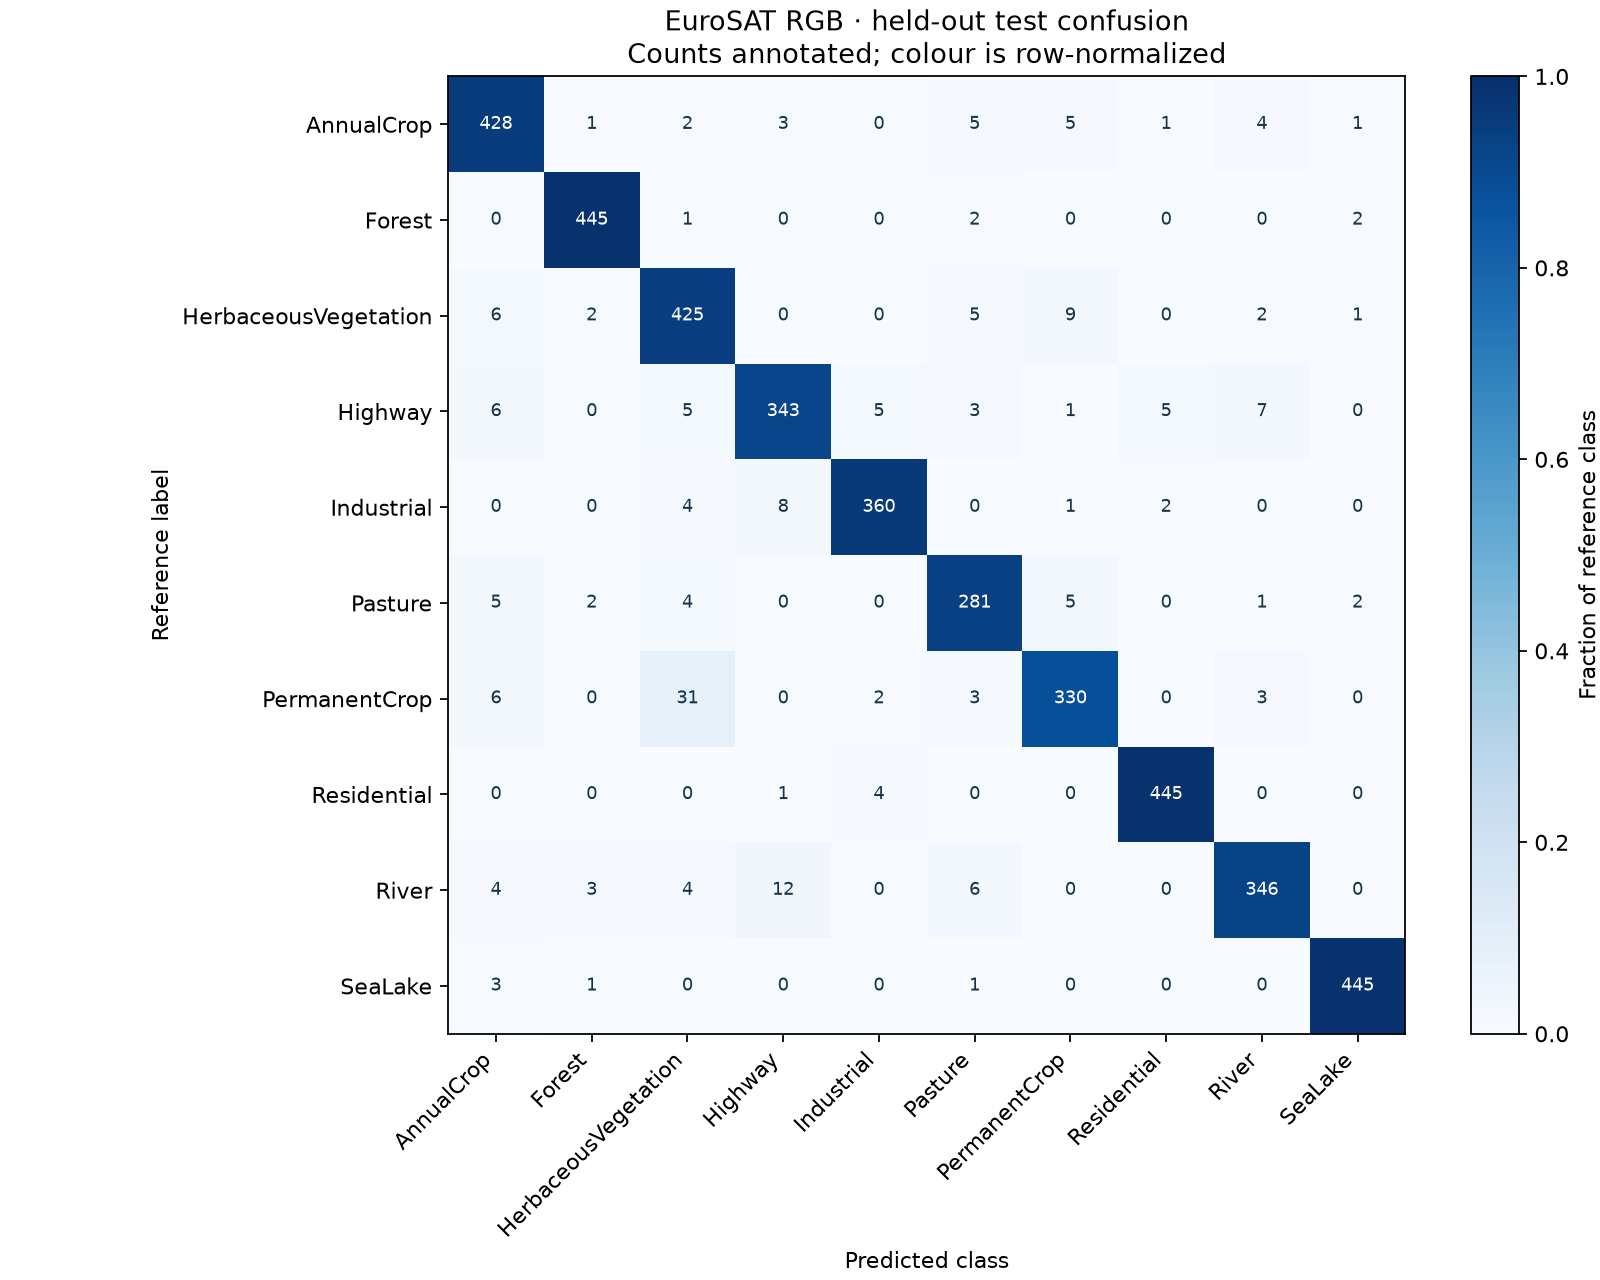 EuroSAT RGB · held-out test confusion
Counts annotated; colour is row-normalized
AnnualCrop 428 1 2 3 0 5 5 1 4 1
Forest 0 445 1 0 0 2 0 0 0 2
HerbaceousVegetation 6 2 425 0 0 5 9 0 2 1
Highway 6 0 5 343 5 3 1 5 7 0
Industrial 0 0 4 8 360 0 1 2 0 0
Pasture 5 2 4 0 0 281 5 0 1 2
PermanentCrop 6 0 31 0 2 3 330 0 3 0
Residential 0 0 0 1 4 0 0 445 0 0
River 4 3 4 12 0 6 0 0 346 0
SeaLake 3 1 0 0 0 1 0 0 0 445
Reference label
AnnualCrop Forest HerbaceousVegetation Highway Industrial Pasture PermanentCrop Residential River SeaLake
Predicted class
1.0
0.8
0.6
0.4
0.2
0.0
Fraction of reference class